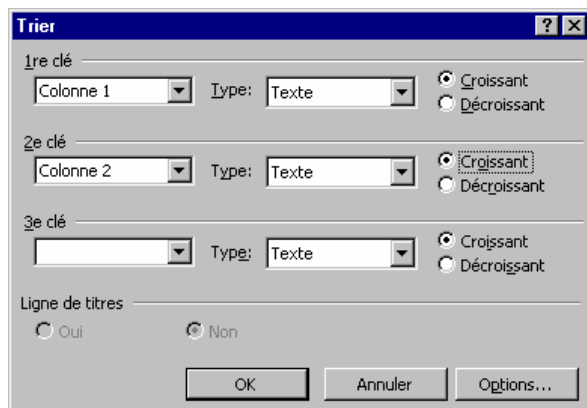 Trier
1re clé
Colonne 1 Type: Texte Croissant
Décroissant
2e clé
Colonne 2 Type: Texte Croissant
Décroissant
3e clé
Type: Texte Croissant
Décroissant
Ligne de titres
Oui Non
OK Annuler Options...